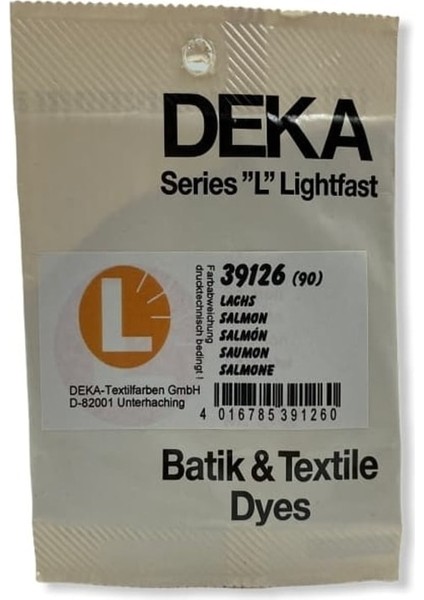 DEKA
Series "L" Lightfast
L
Farbabweichung
drucktechnisch bedingt !
39126 (90)
LACHS
SALMON
SALMÓN
SAUMON
SALMONE
DEKA-Textilfarben GmbH
D-82001 Unterhaching
4 016785 391260
Batik & Textile
Dyes